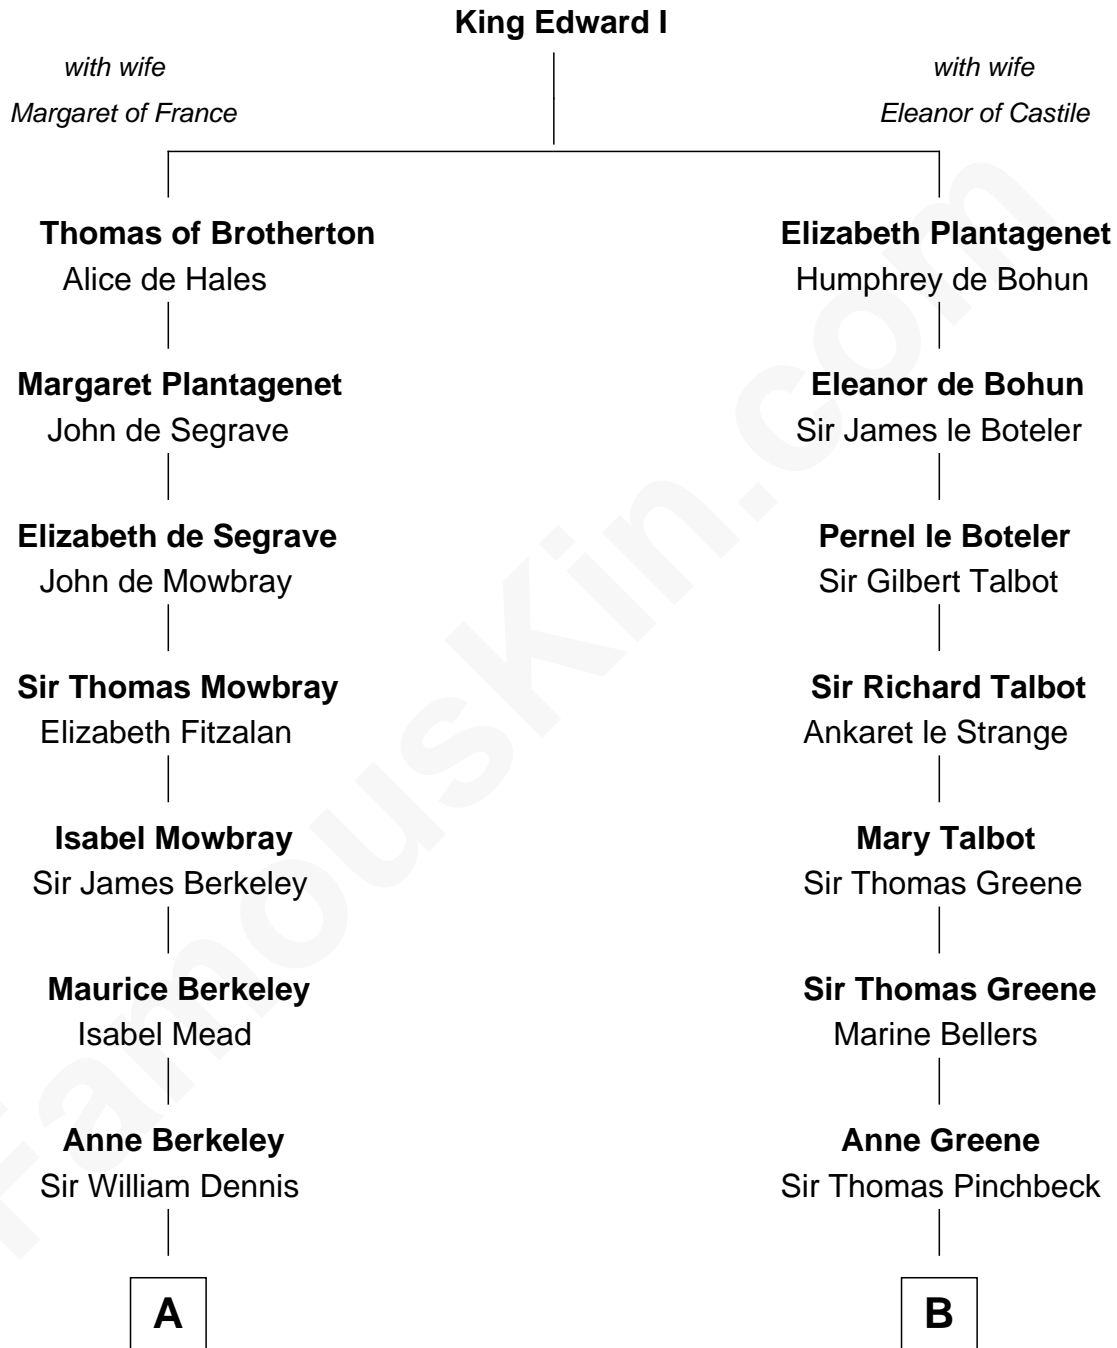 King Edward I
with wife
Margaret of France
with wife
Eleanor of Castile
Thomas of Brotherton
Alice de Hales
Elizabeth Plantagenet
Humphrey de Bohun
Margaret Plantagenet
John de Segrave
Eleanor de Bohun
Sir James le Boteler
Elizabeth de Segrave
John de Mowbray
Pernel le Boteler
Sir Gilbert Talbot
Sir Thomas Mowbray
Elizabeth Fitzalan
Sir Richard Talbot
Ankaret le Strange
Isabel Mowbray
Sir James Berkeley
Mary Talbot
Sir Thomas Greene
Maurice Berkeley
Isabel Mead
Sir Thomas Greene
Marine Bellers
Anne Berkeley
Sir William Dennis
Anne Greene
Sir Thomas Pinchbeck
A
B
FamousKin.com